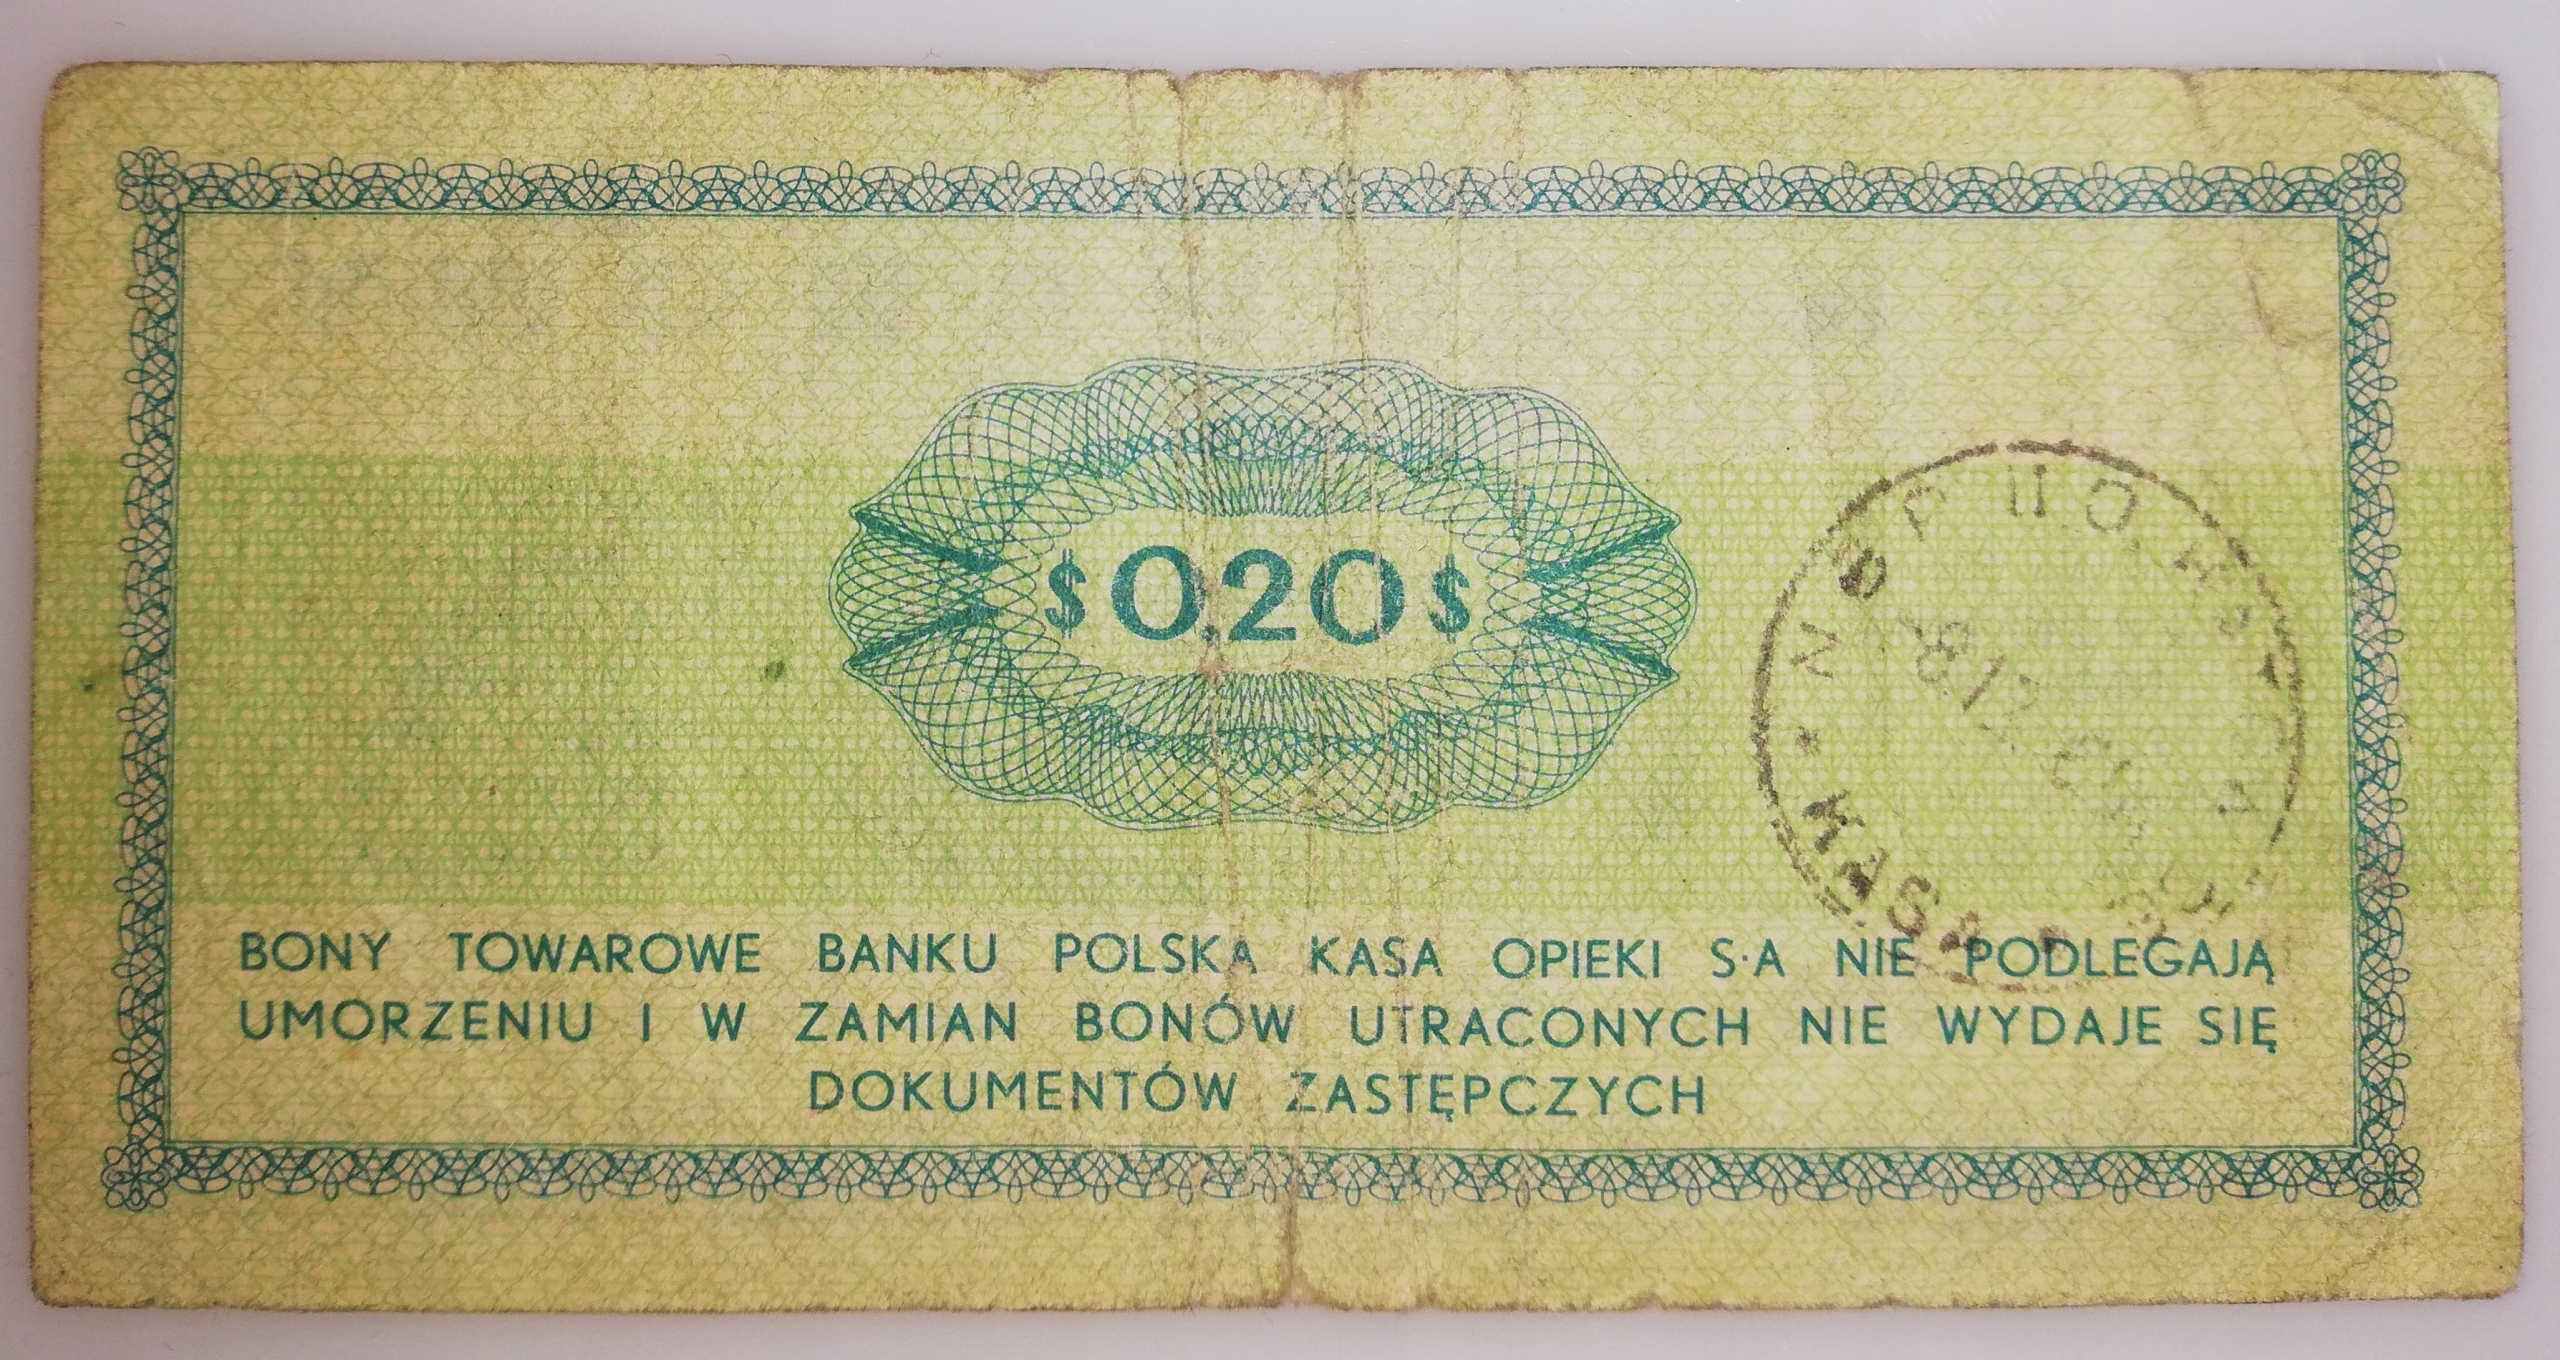 $ 0,20 $
KASA
BONY TOWAROWE BANKU POLSKA KASA OPIEKI S·A NIE PODLEGAJĄ
UMORZENIU I W ZAMIAN BONÓW UTRACONYCH NIE WYDAJE SIĘ
DOKUMENTÓW ZASTĘPCZYCH